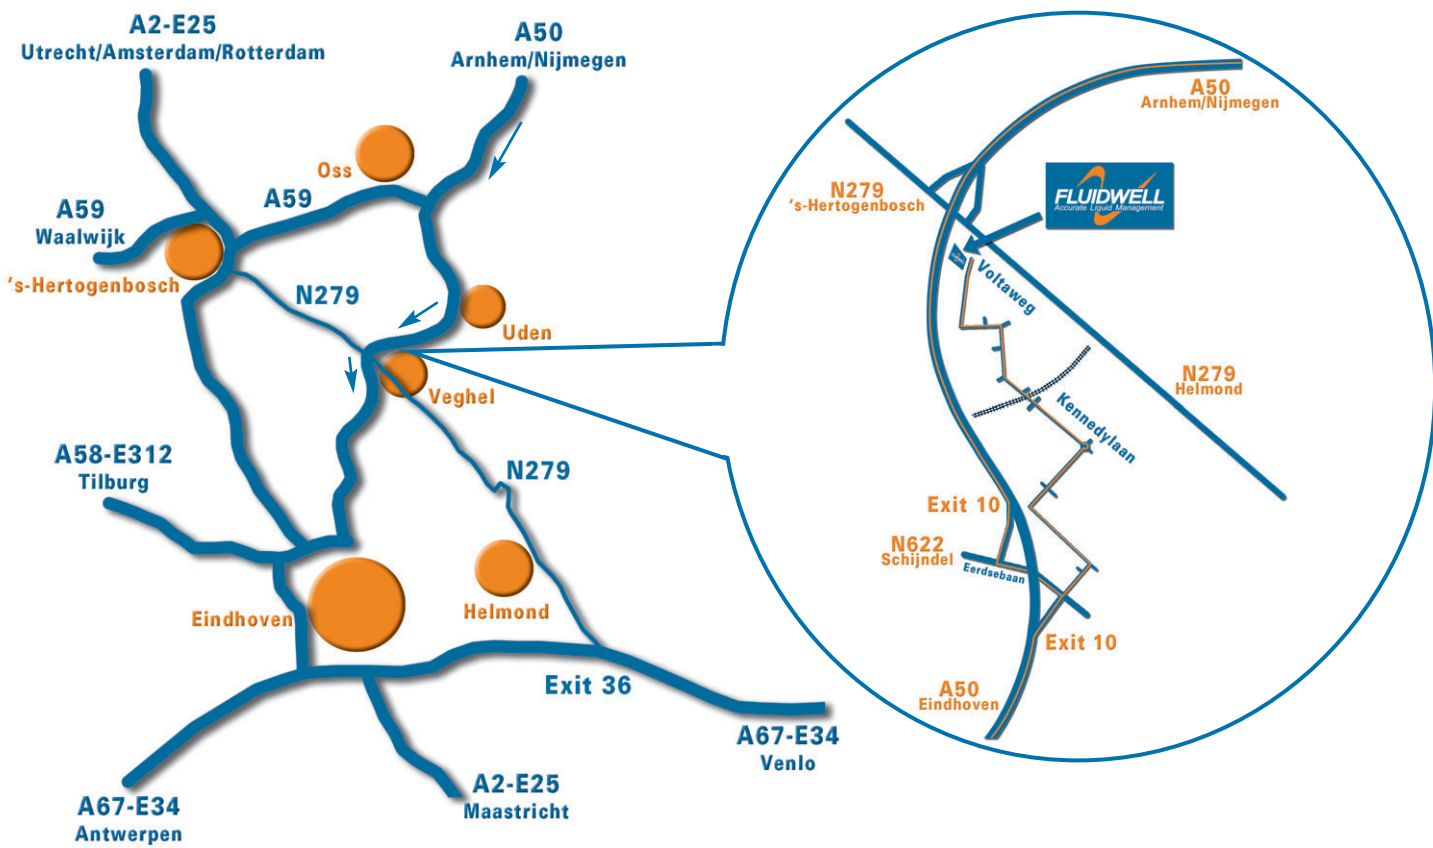 A2-E25
Utrecht/Amsterdam/Rotterdam
A50
Arnhem/Nijmegen
Oss
A59
A59
Waalwijk
's-Hertogenbosch
N279
Uden
Veghel
A58-E312
Tilburg
N279
Eindhoven
Helmond
Exit 36
A67-E34
Venlo
A2-E25
Maastricht
A67-E34
Antwerpen
A50
Arnhem/Nijmegen
N279
's-Hertogenbosch
FLUIDWELL
Accurate Liquid Management
Voltaweg
N279
Helmond
Kennedylaan
Exit 10
N622
Schijndel
Eerdsebaan
Exit 10
A50
Eindhoven